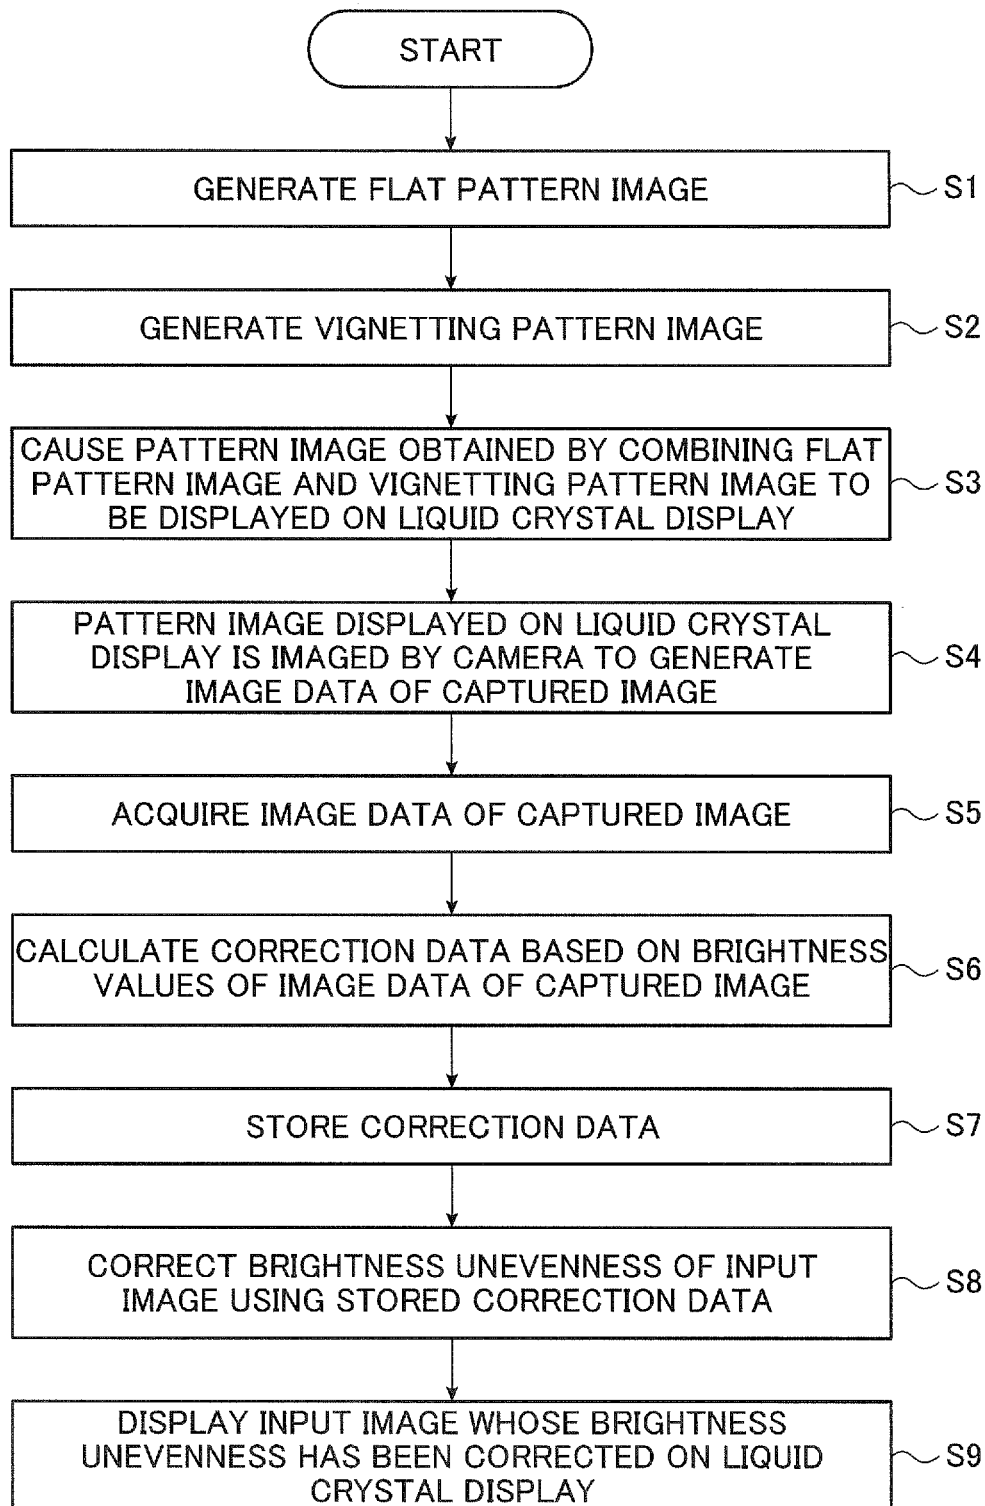 START
GENERATE FLAT PATTERN IMAGE
S1
GENERATE VIGNETTING PATTERN IMAGE
S2
CAUSE PATTERN IMAGE OBTAINED BY COMBINING FLAT
PATTERN IMAGE AND VIGNETTING PATTERN IMAGE TO
BE DISPLAYED ON LIQUID CRYSTAL DISPLAY
S3
PATTERN IMAGE DISPLAYED ON LIQUID CRYSTAL
DISPLAY IS IMAGED BY CAMERA TO GENERATE
IMAGE DATA OF CAPTURED IMAGE
S4
ACQUIRE IMAGE DATA OF CAPTURED IMAGE
S5
CALCULATE CORRECTION DATA BASED ON BRIGHTNESS
VALUES OF IMAGE DATA OF CAPTURED IMAGE
S6
STORE CORRECTION DATA
S7
CORRECT BRIGHTNESS UNEVENNESS OF INPUT
IMAGE USING STORED CORRECTION DATA
S8
DISPLAY INPUT IMAGE WHOSE BRIGHTNESS
UNEVENNESS HAS BEEN CORRECTED ON LIQUID
CRYSTAL DISPLAY
S9